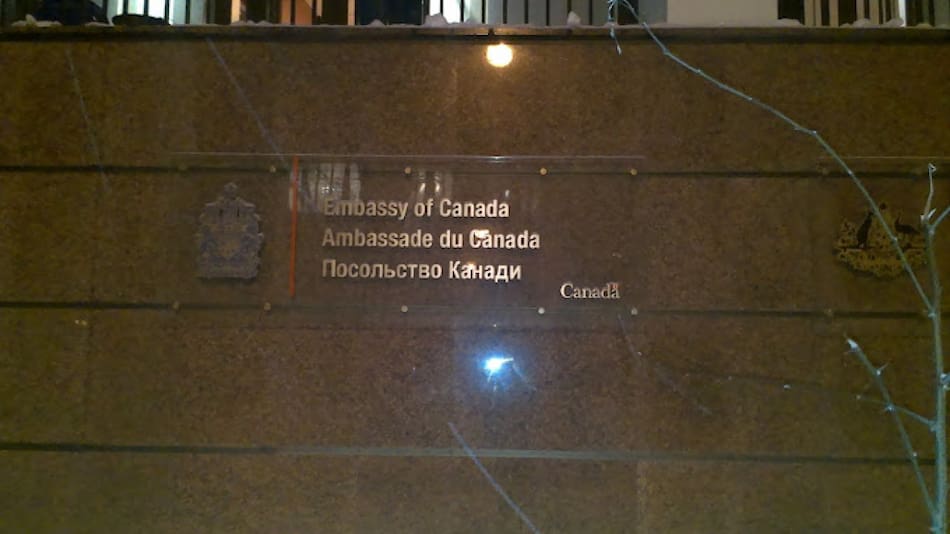 Embassy of Canada
Ambassade du Canada
Посольство Канади
Canada